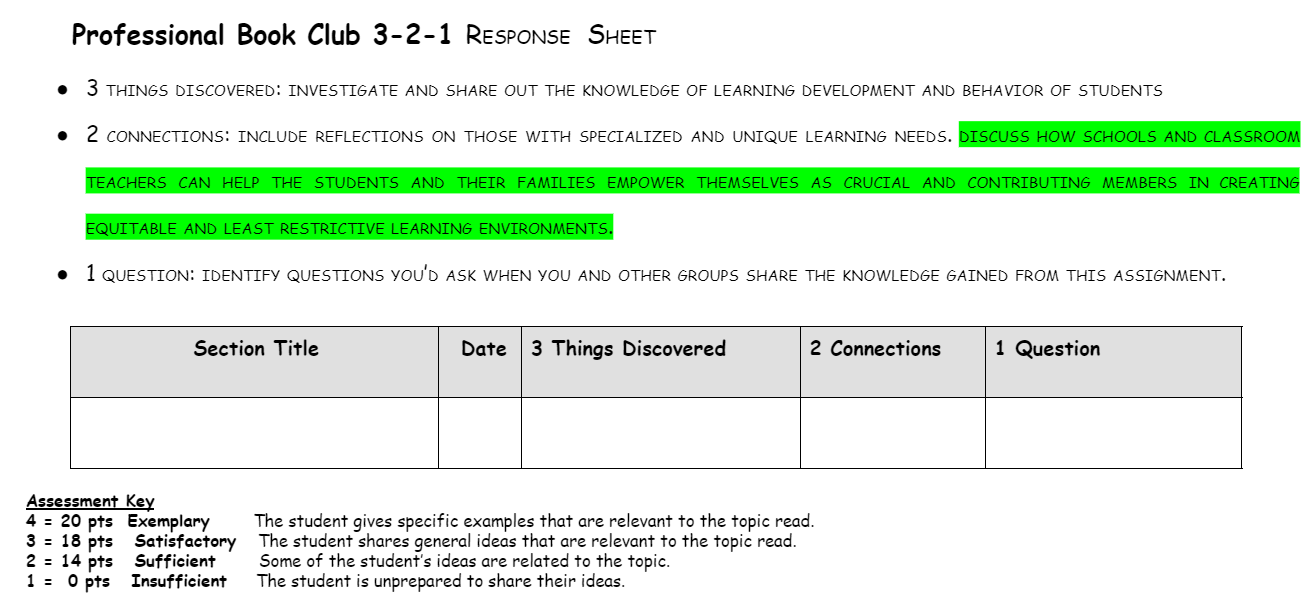 Professional Book Club 3-2-1 Response Sheet
● 3 things discovered: investigate and share out the knowledge of learning development and behavior of students
● 2 connections: include reflections on those with specialized and unique learning needs. Discuss how schools and classroom
teachers can help the students and their families empower themselves as crucial and contributing members in creating
equitable and least restrictive learning environments.
● 1 question: identify questions you'd ask when you and other groups share the knowledge gained from this assignment.
Section Title Date 3 Things Discovered 2 Connections 1 Question
Assessment Key
4 = 20 pts Exemplary The student gives specific examples that are relevant to the topic read.
3 = 18 pts Satisfactory The student shares general ideas that are relevant to the topic read.
2 = 14 pts Sufficient Some of the student's ideas are related to the topic.
1 = 0 pts Insufficient The student is unprepared to share their ideas.